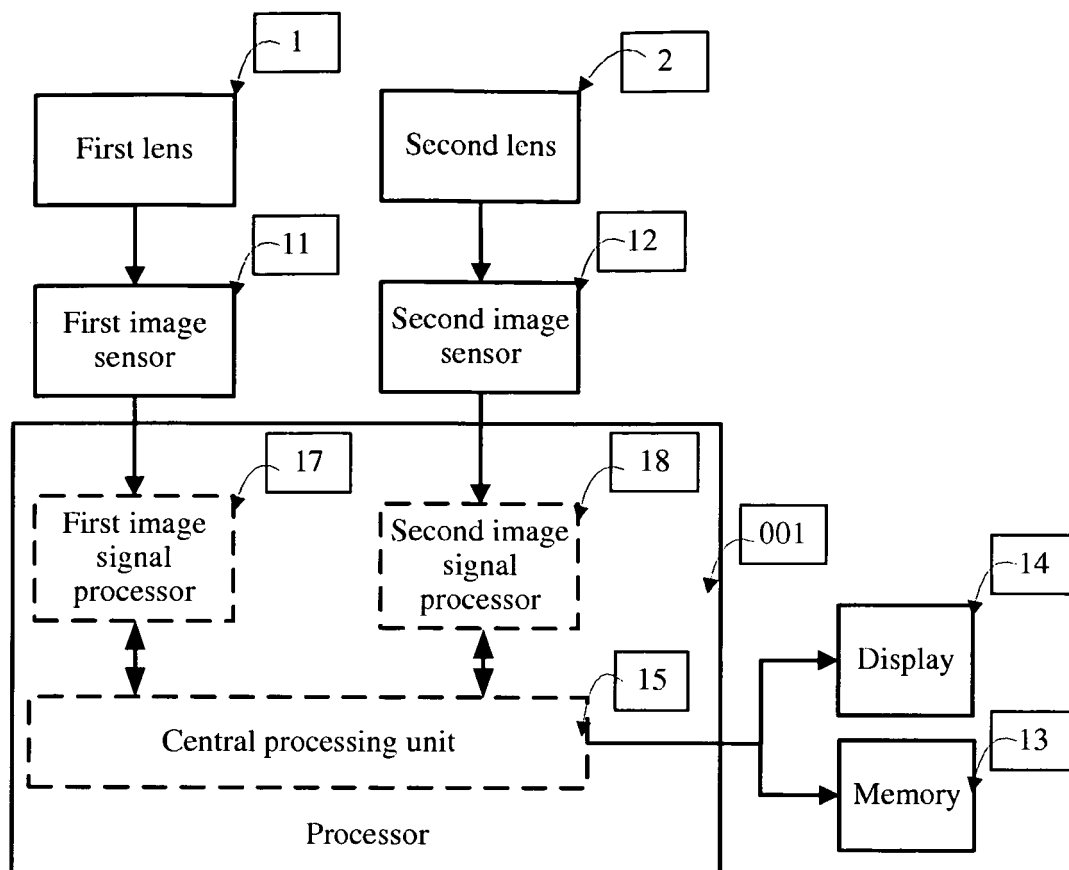 1
2
First lens
Second lens
11
12
First image
sensor
Second image
sensor
17
18
First image
signal
processor
Second image
signal
processor
001
14
Display
15
Central processing unit
13
Memory
Processor